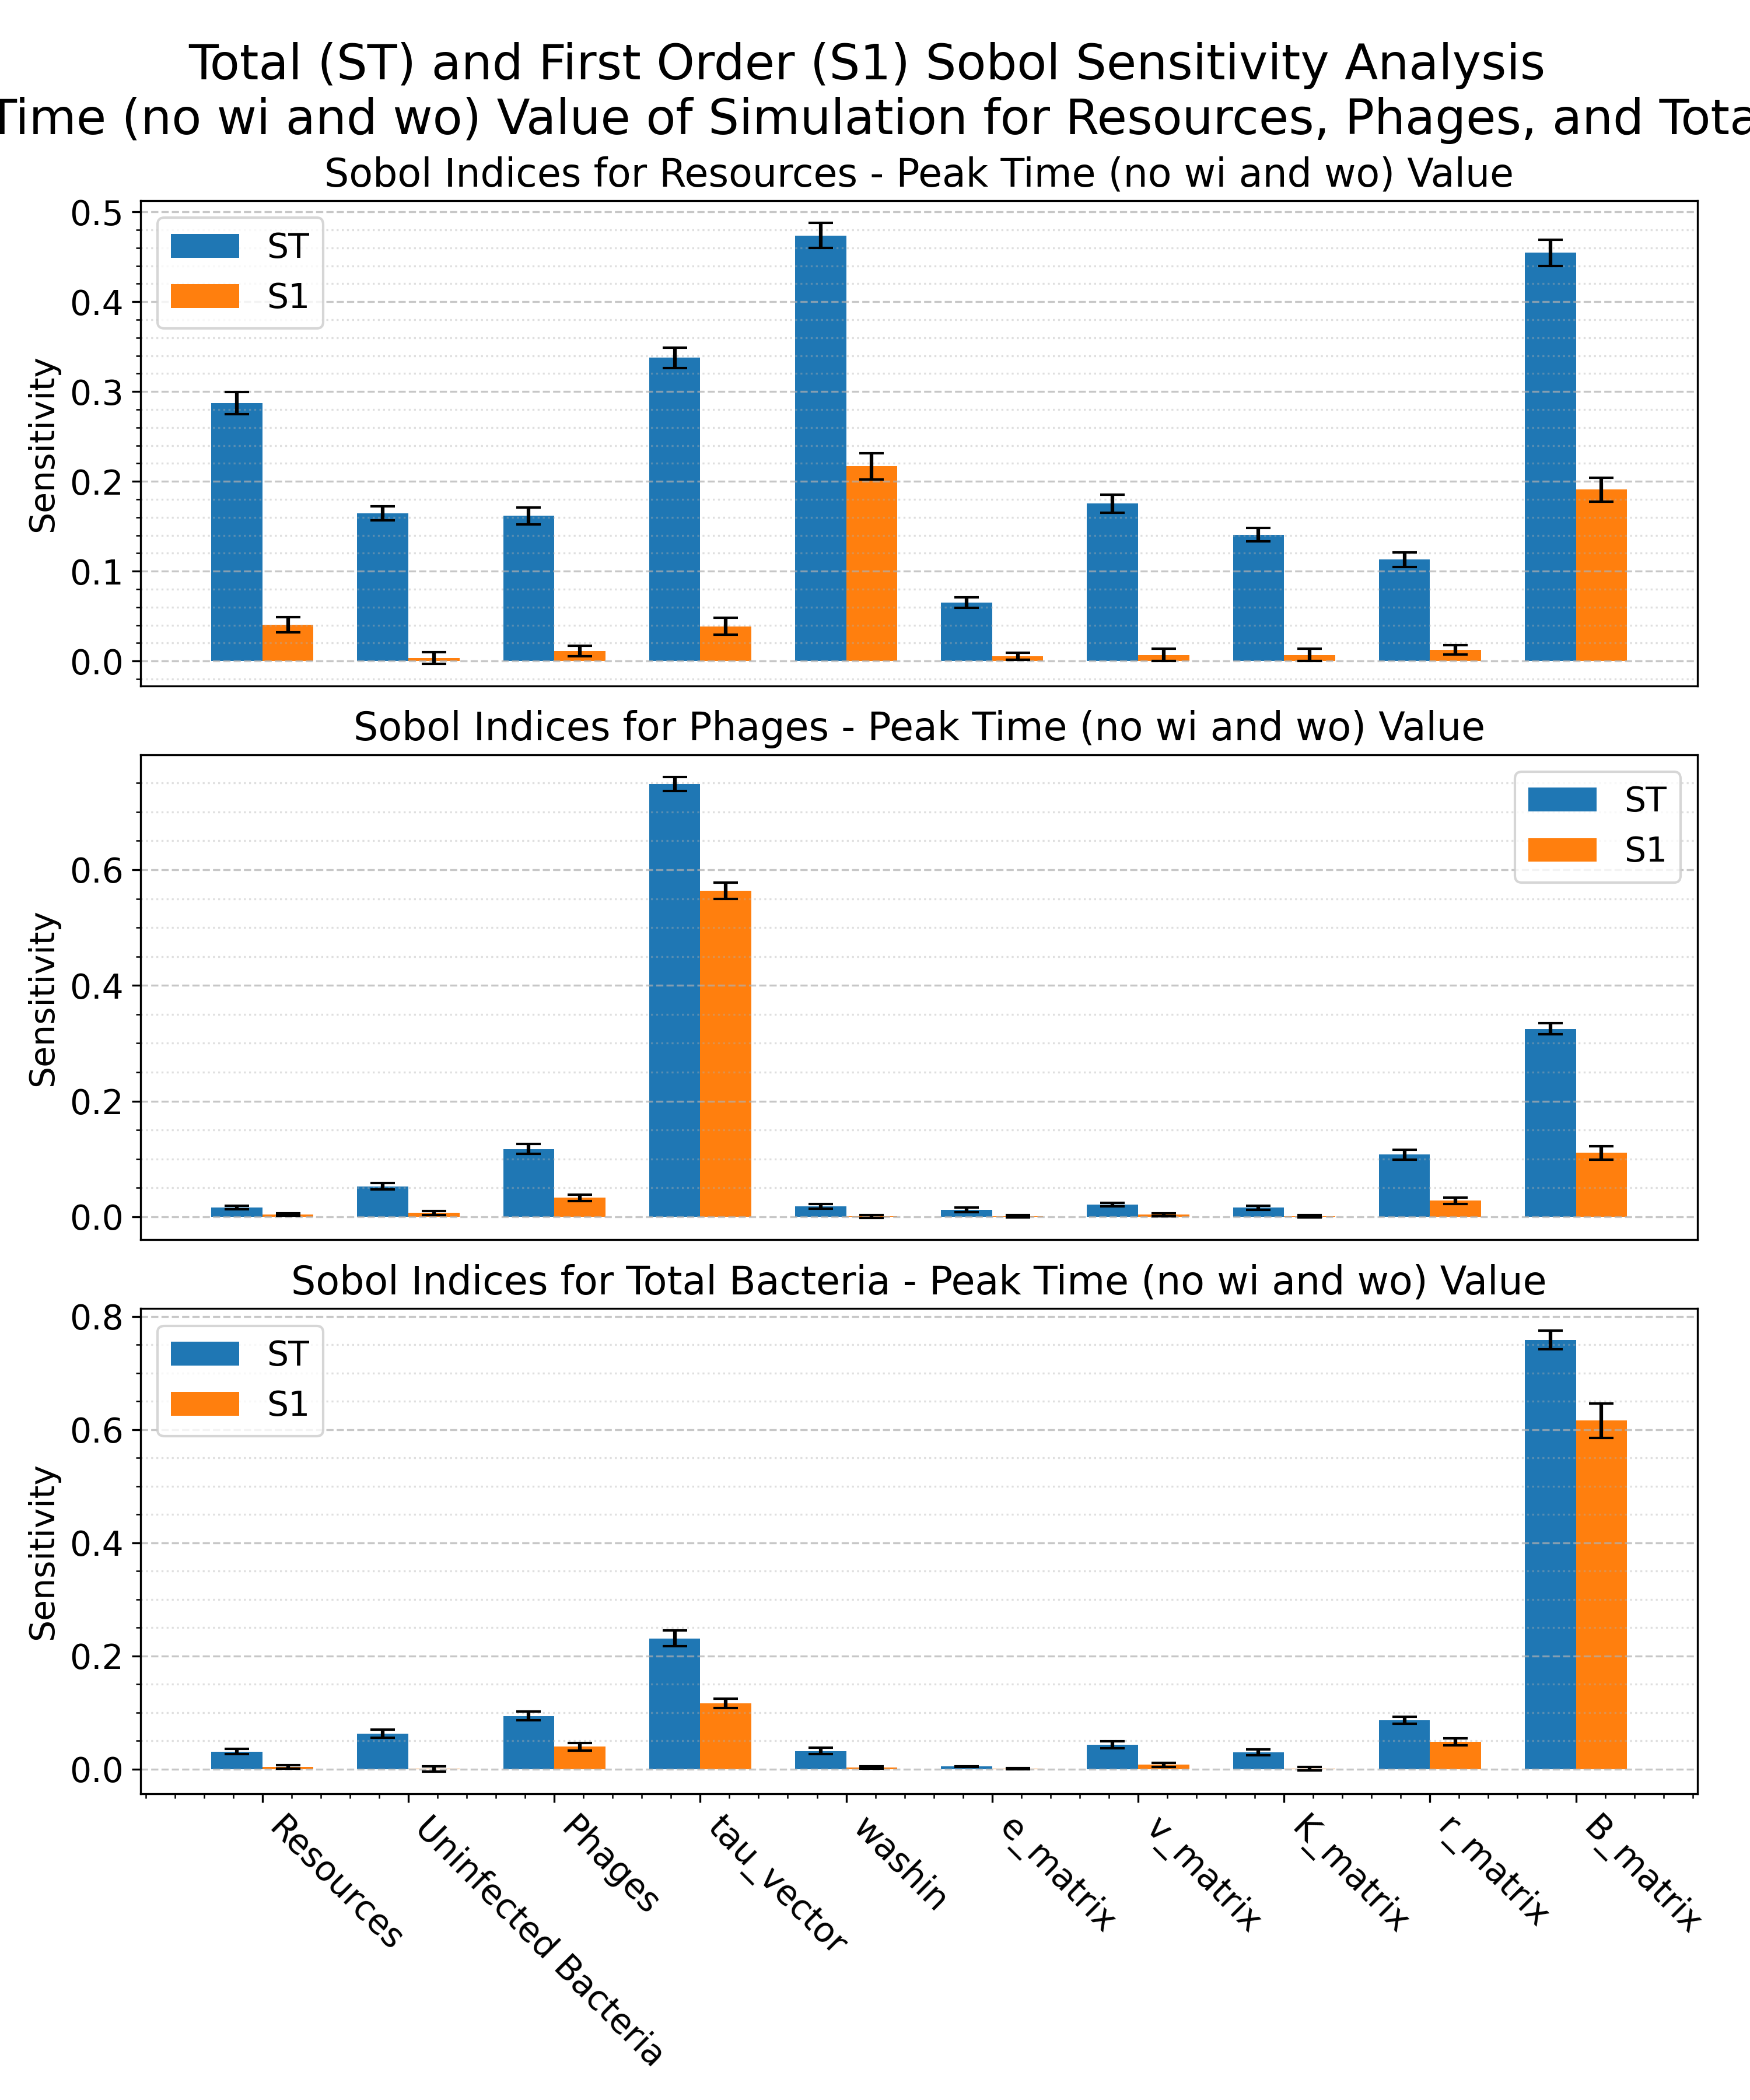 Total (ST) and First Order (S1) Sobol Sensitivity Analysis
Time (no wi and wo) Value of Simulation for Resources, Phages, and Tota
Sobol Indices for Resources - Peak Time (no wi and wo) Value
0.5
0.4
0.3
0.2
0.1
0.0
Sensitivity
ST
S1
Sobol Indices for Phages - Peak Time (no wi and wo) Value
0.6
0.4
0.2
0.0
Sensitivity
ST
S1
Sobol Indices for Total Bacteria - Peak Time (no wi and wo) Value
0.8
0.6
0.4
0.2
0.0
Sensitivity
ST
S1
Resources
Uninfected Bacteria
Phages
tau_vector
washin
e_matrix
v_matrix
K_matrix
r_matrix
B_matrix